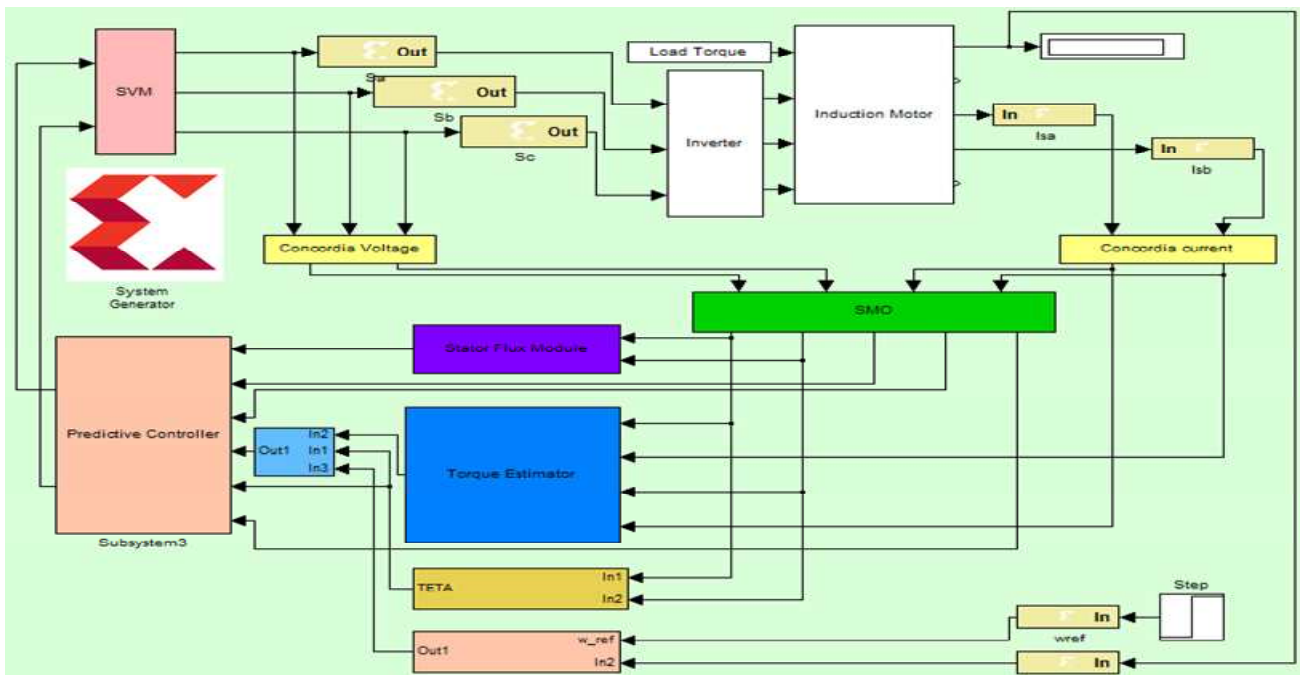 SVM
Out
Sa
Out
Sb
Out
Sc
Load Torque
Inverter
Induction Motor
In
Isa
In
Isb
System
Generator
Concordia Voltage
Concordia current
SMO
Stator Flux Module
Predictive Controller
Subsystem3
In2
Out1
In1
In3
Torque Estimator
TETA
In1
In2
Step
w_ref
Out1
In2
In
wref
In